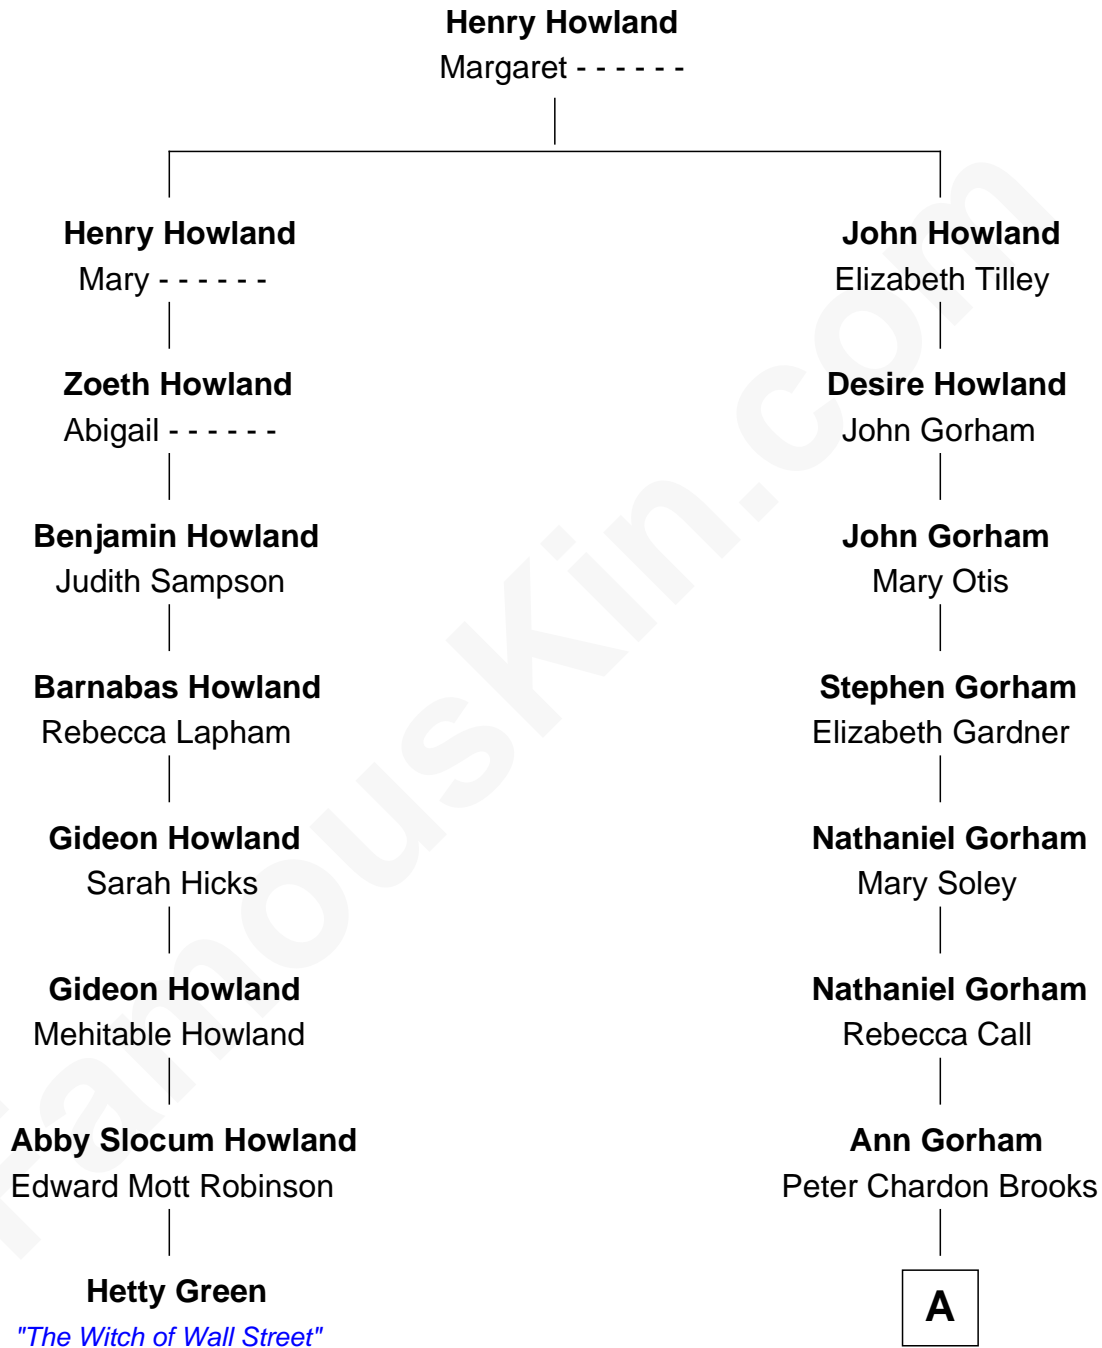 Henry Howland
Margaret - - - - - -
Henry Howland
Mary - - - - - -
John Howland
Elizabeth Tilley
Zoeth Howland
Abigail - - - - - -
Desire Howland
John Gorham
Benjamin Howland
Judith Sampson
John Gorham
Mary Otis
Barnabas Howland
Rebecca Lapham
Stephen Gorham
Elizabeth Gardner
Gideon Howland
Sarah Hicks
Nathaniel Gorham
Mary Soley
Gideon Howland
Mehitable Howland
Nathaniel Gorham
Rebecca Call
Abby Slocum Howland
Edward Mott Robinson
Ann Gorham
Peter Chardon Brooks
Hetty Green
"The Witch of Wall Street"
A
FamousKin.com